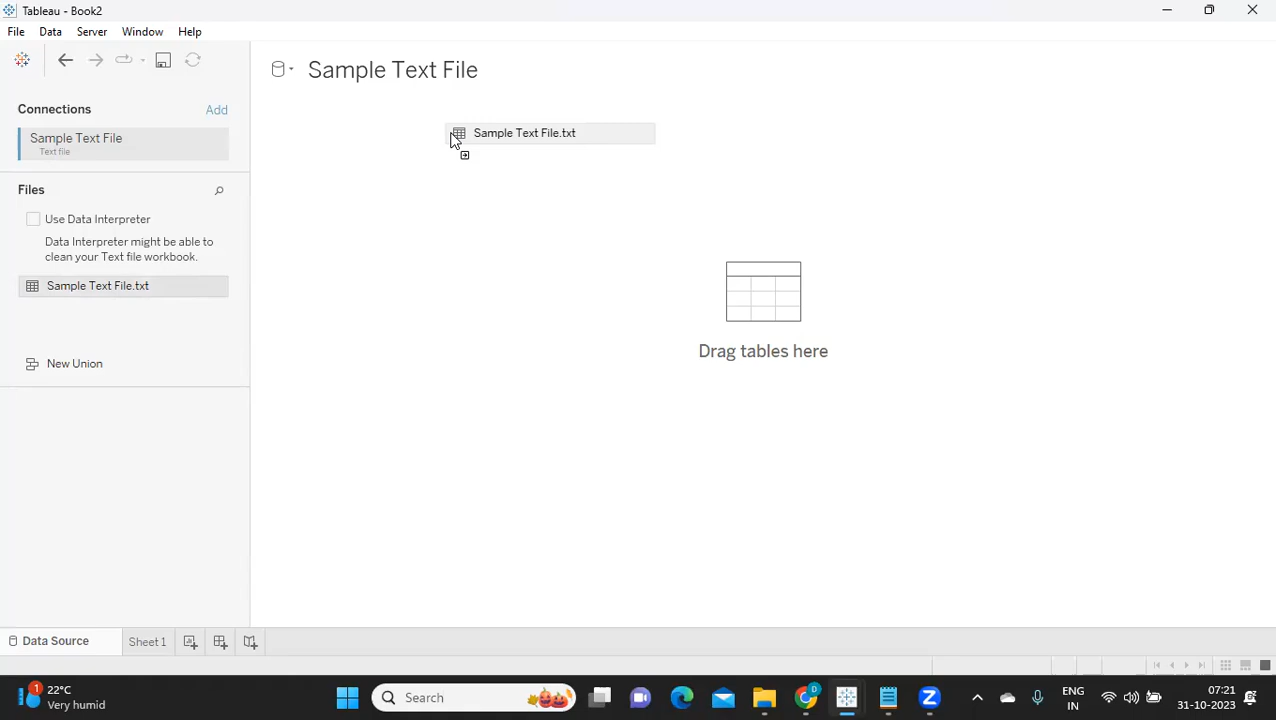 Tableau - Book2
File Data Server Window Help
Sample Text File
Connections Add
Sample Text File
Text file
Sample Text File.txt
Files
Use Data Interpreter
Data Interpreter might be able to
clean your Text file workbook.
Sample Text File.txt
New Union
Drag tables here
Data Source Sheet 1
1
22°C
Very humid
Search
D
ENG
IN
07:21
31-10-2023